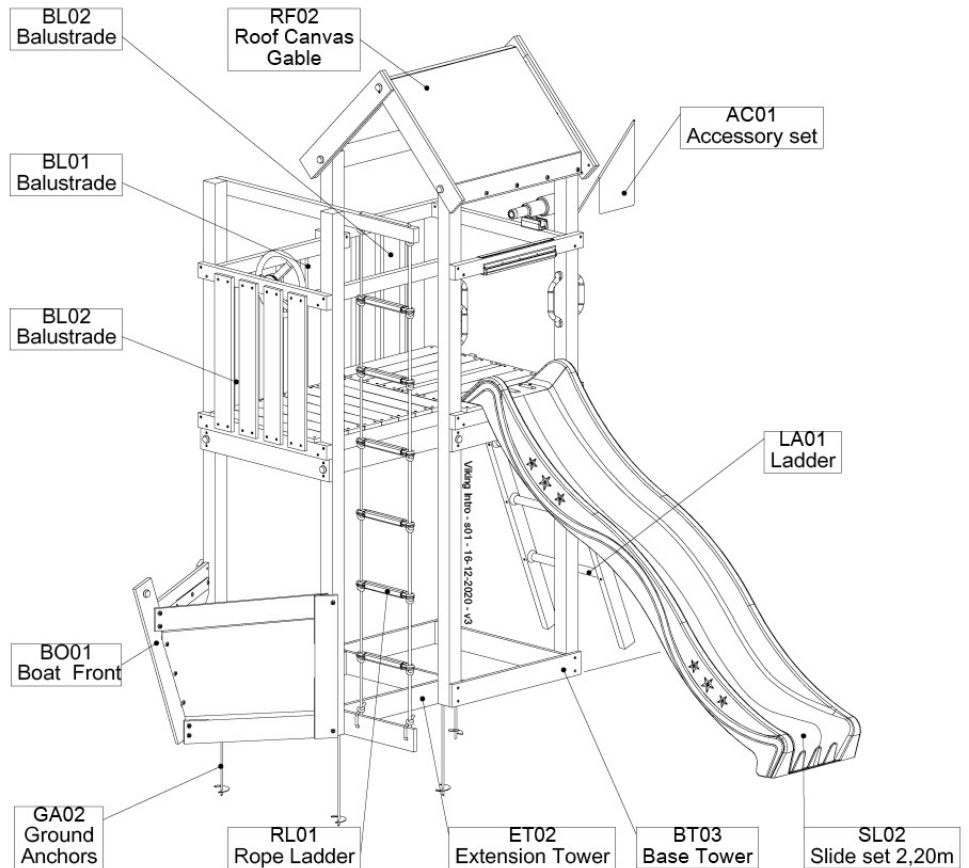 BL02
Balustrade
RF02
Roof Canvas
Gable
AC01
Accessory set
BL01
Balustrade
BL02
Balustrade
LA01
Ladder
Viking Intro - s01 - 16-12-2020 - v3
BO01
Boat Front
GA02
Ground
Anchors
RL01
Rope Ladder
ET02
Extension Tower
BT03
Base Tower
SL02
Slide set 2,20m